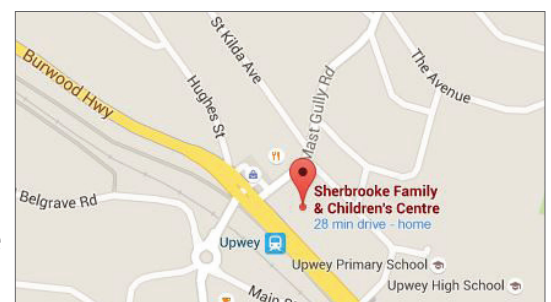 St Kilda Ave
The Avenue
Burwood Hwy
Hughes St
Mast Gully Rd
Sherbrooke Family
& Children's Centre
28 min drive - home
Belgrave Rd
Upwey
Upwey Primary School
Upwey High School
Main